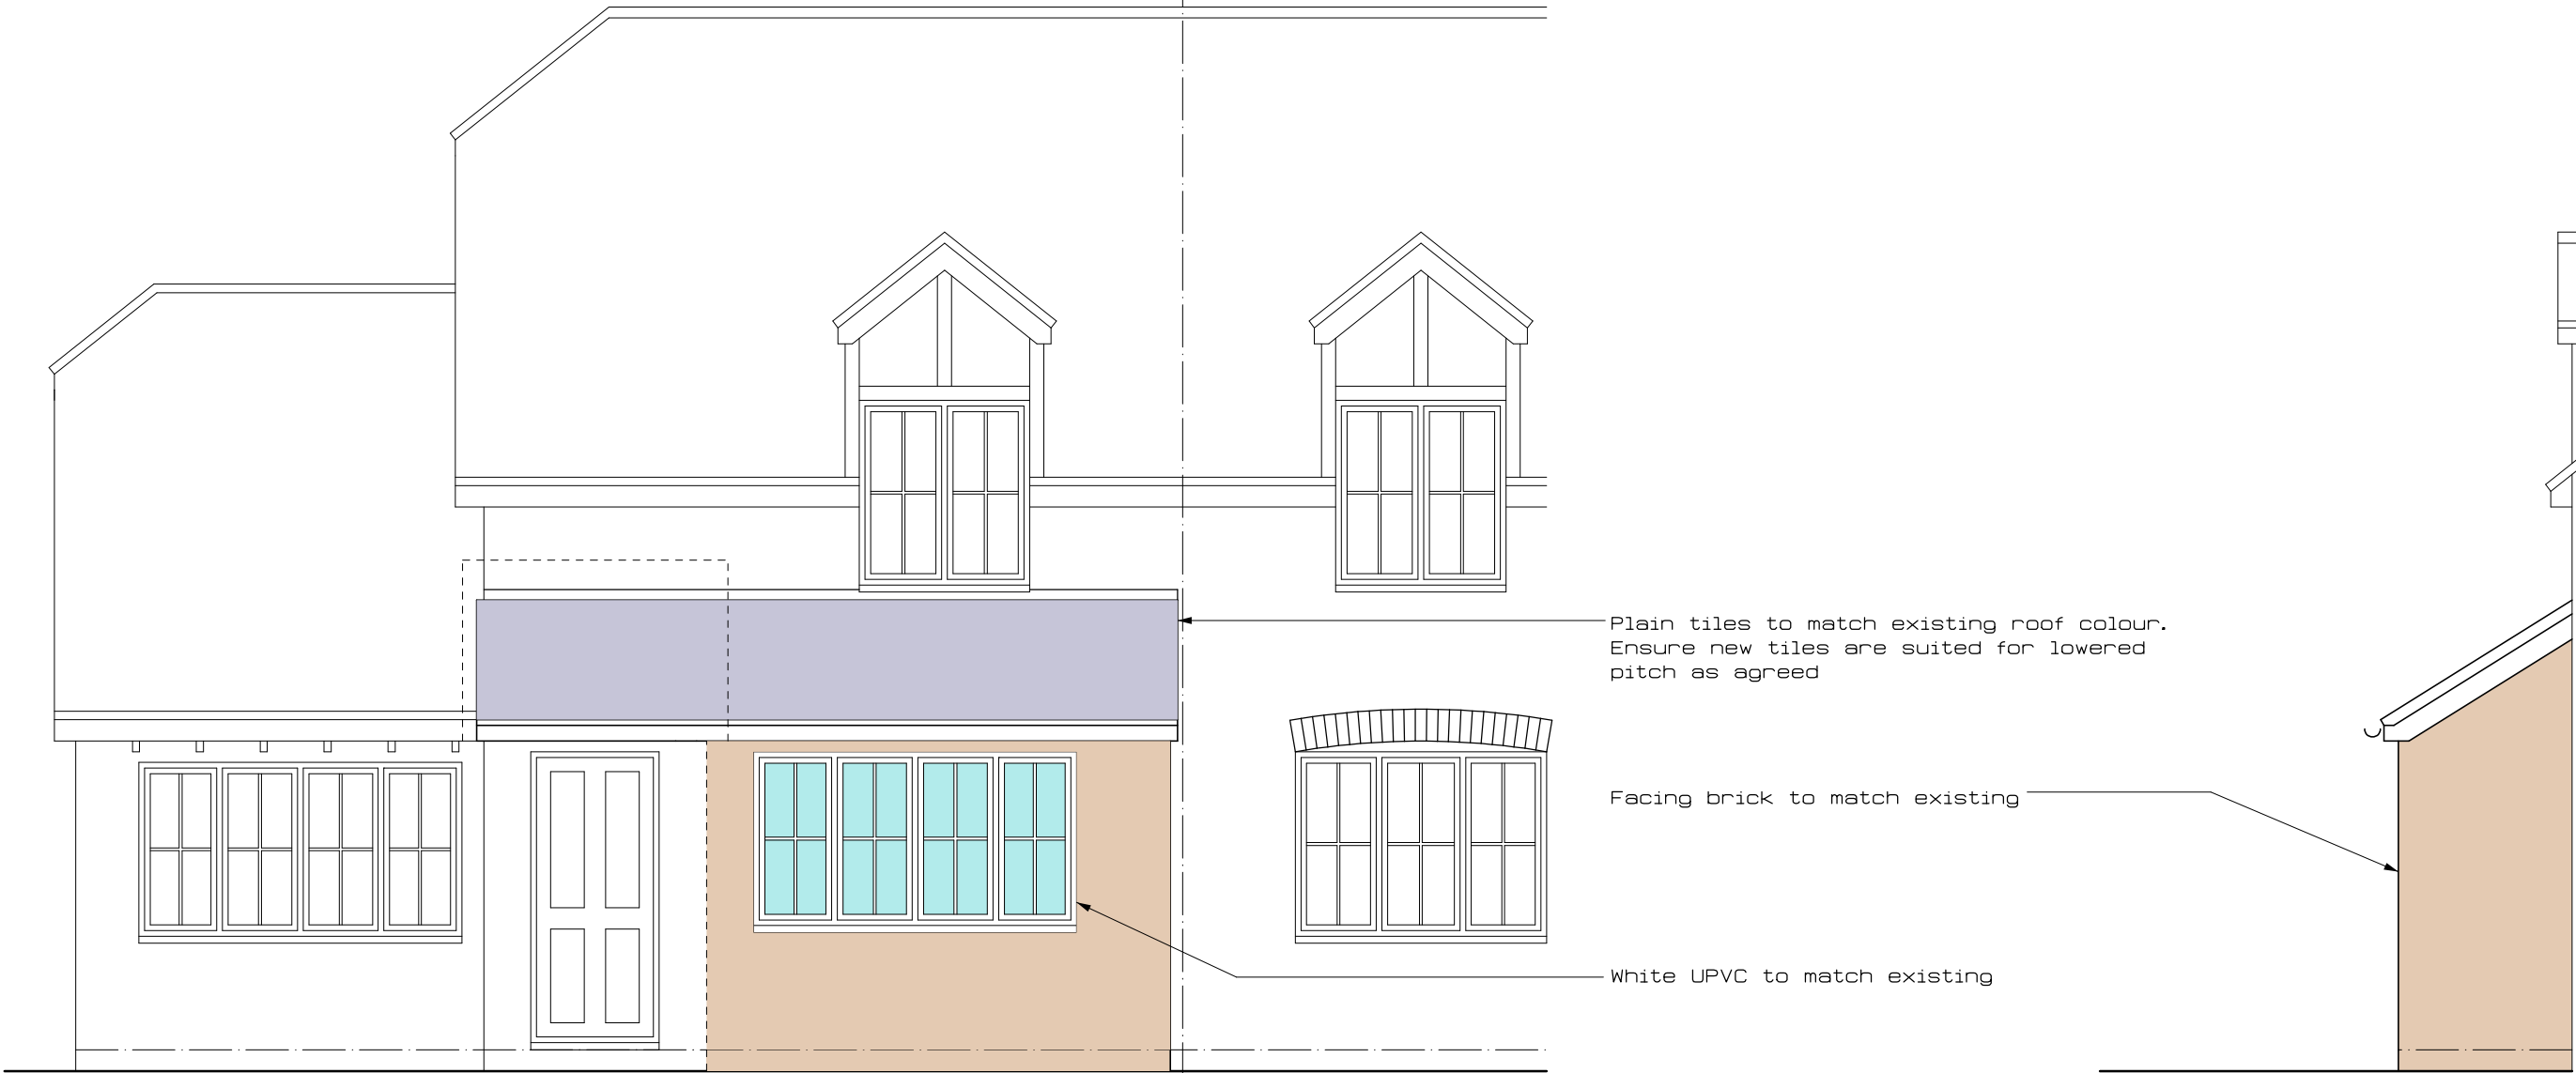 Plain tiles to match existing roof colour.
Ensure new tiles are suited for lowered
pitch as agreed
Facing brick to match existing
White UPVC to match existing